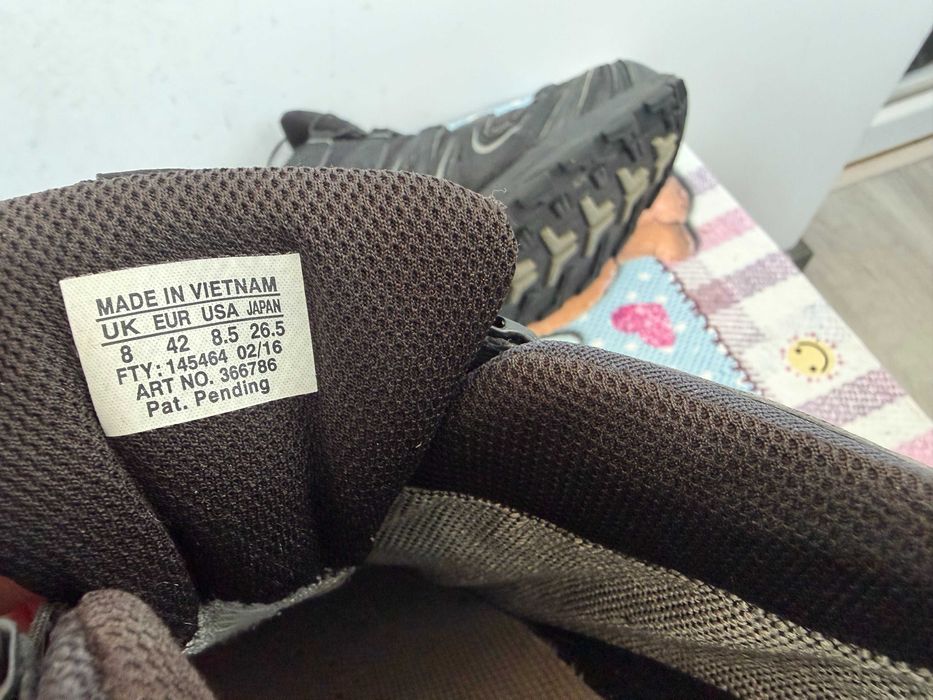 MADE IN VIETNAM
UK EUR USA JAPAN
8 42 8.5 26.5
FTY: 145464 02/16
ART NO. 366786
Pat. Pending